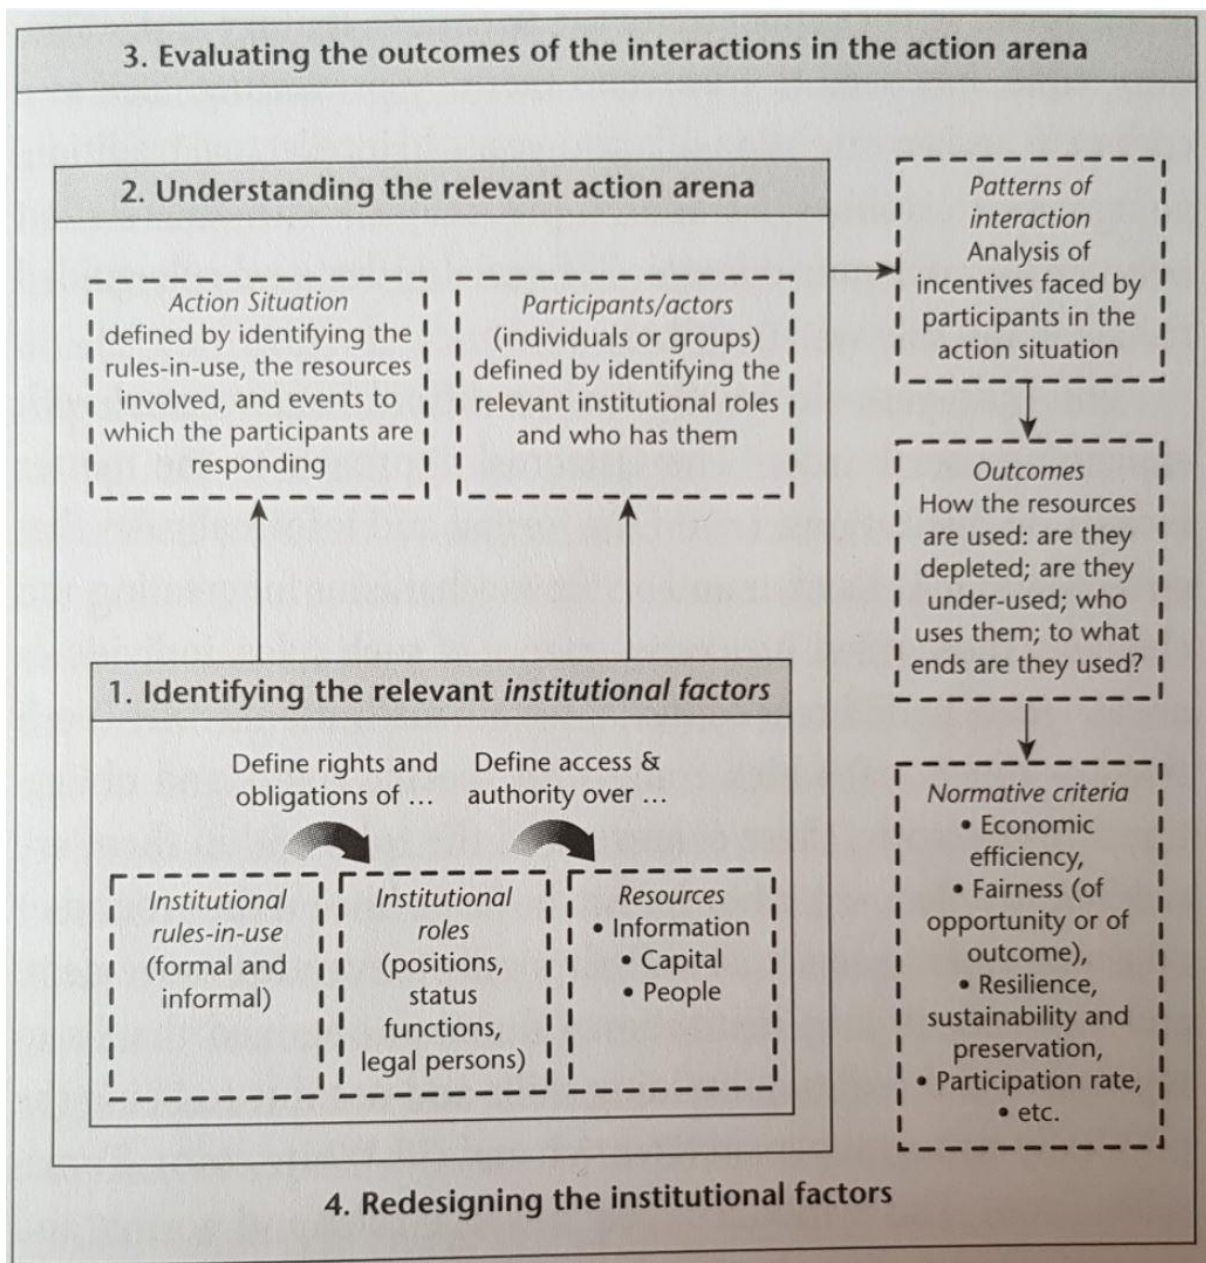 3. Evaluating the outcomes of the interactions in the action arena
2. Understanding the relevant action arena
Action Situation
defined by identifying the
rules-in-use, the resources
involved, and events to
which the participants are
responding
Participants/actors
(individuals or groups)
defined by identifying the
relevant institutional roles
and who has them
Patterns of
interaction
Analysis of
incentives faced by
participants in the
action situation
Outcomes
How the resources
are used: are they
depleted; are they
under-used; who
uses them; to what
ends are they used?
Normative criteria
• Economic
efficiency,
• Fairness (of
opportunity or of
outcome),
• Resilience,
sustainability and
preservation,
• Participation rate,
• etc.
1. Identifying the relevant institutional factors
Define rights and
obligations of ...
Define access &
authority over ...
Institutional
rules-in-use
(formal and
informal)
Institutional
roles
(positions,
status
functions,
legal persons)
Resources
• Information
• Capital
• People
4. Redesigning the institutional factors